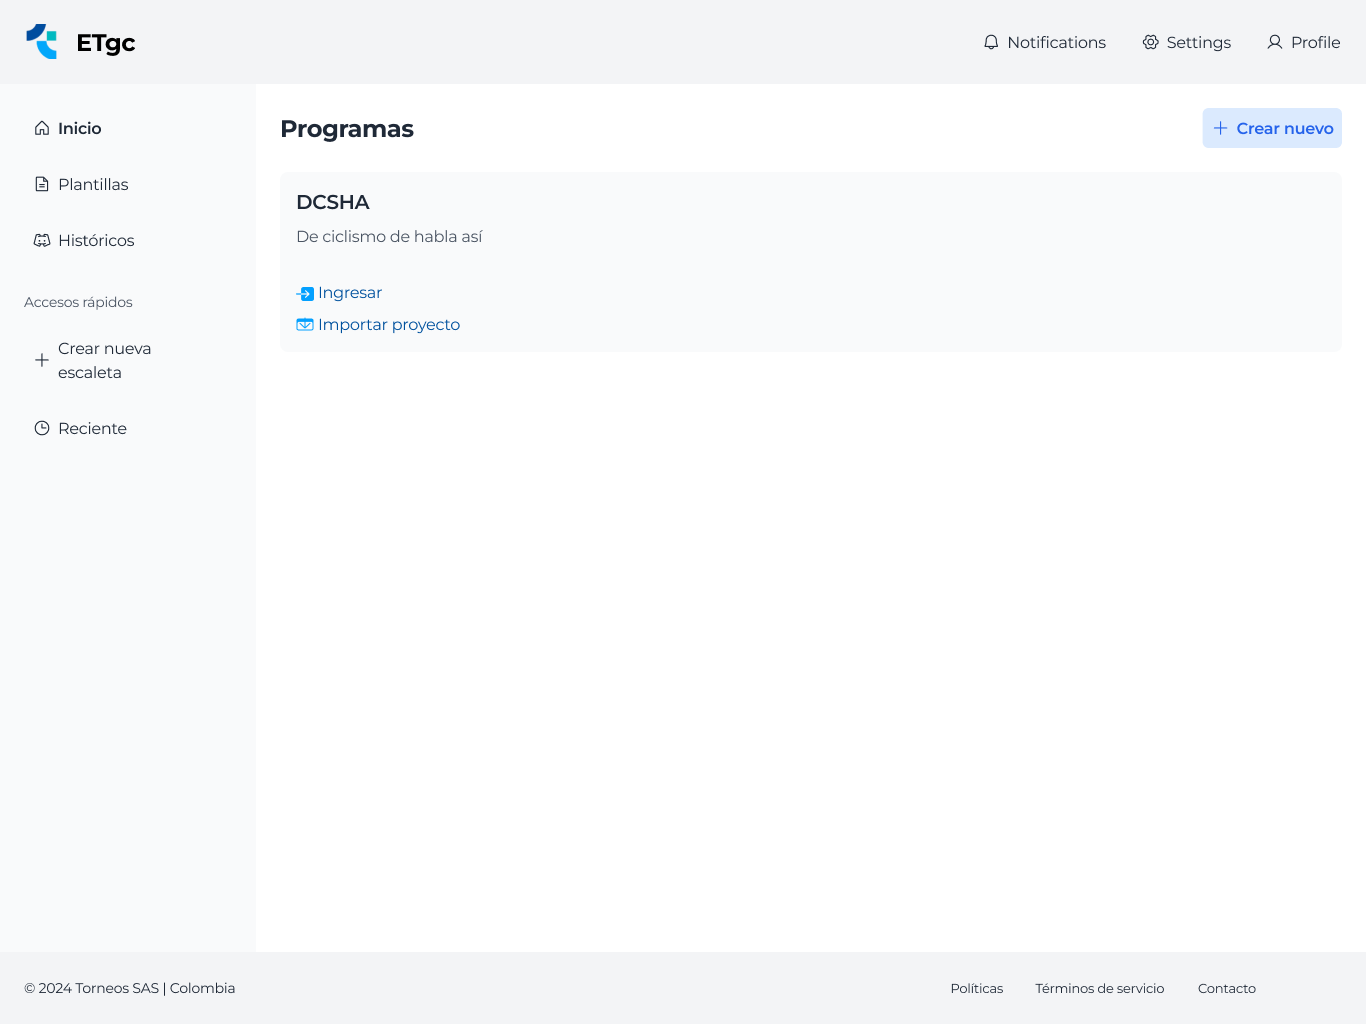 ETgc
Notifications
Settings
Profile
Inicio
Plantillas
Históricos
Accesos rápidos
Crear nueva
escaleta
Reciente
Programas
Crear nuevo
DCSHA
De ciclismo de habla así
Ingresar
Importar proyecto
© 2024 Torneos SAS | Colombia
Políticas
Términos de servicio
Contacto